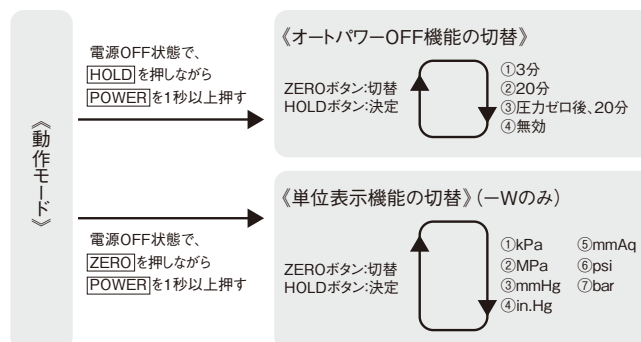 《動作モード》
電源OFF状態で、
HOLDを押しながら
POWERを1秒以上押す
《オートパワーOFF機能の切替》
ZEROボタン:切替
HOLDボタン:決定
①3分
②20分
③圧力ゼロ後、20分
④無効
電源OFF状態で、
ZEROを押しながら
POWERを1秒以上押す
《単位表示機能の切替》(−Wのみ)
ZEROボタン:切替
HOLDボタン:決定
①kPa
②MPa
③mmHg
④in.Hg
⑤mmAq
⑥psi
⑦bar